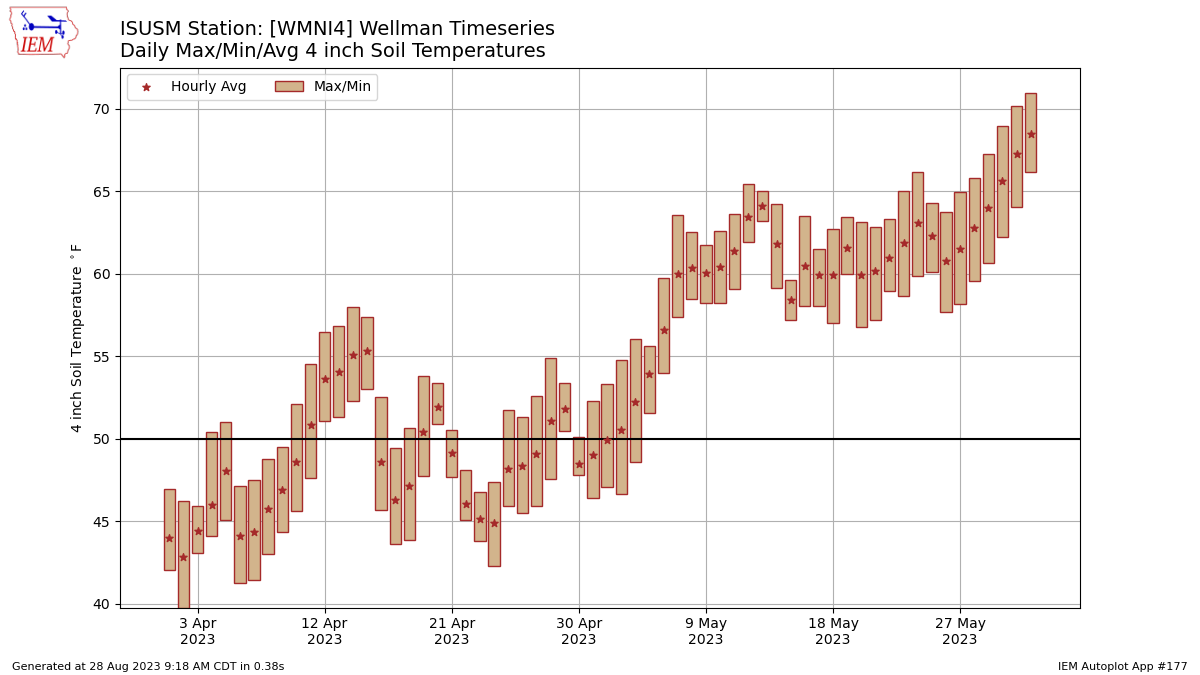 IEM
ISUSM Station: [WMNI4] Wellman Timeseries
Daily Max/Min/Avg 4 inch Soil Temperatures
Hourly Avg
Max/Min
70
65
60
55
50
45
40
4 inch Soil Temperature °F
3 Apr
2023
12 Apr
2023
21 Apr
2023
30 Apr
2023
9 May
2023
18 May
2023
27 May
2023
Generated at 28 Aug 2023 9:18 AM CDT in 0.38s
IEM Autoplot App #177